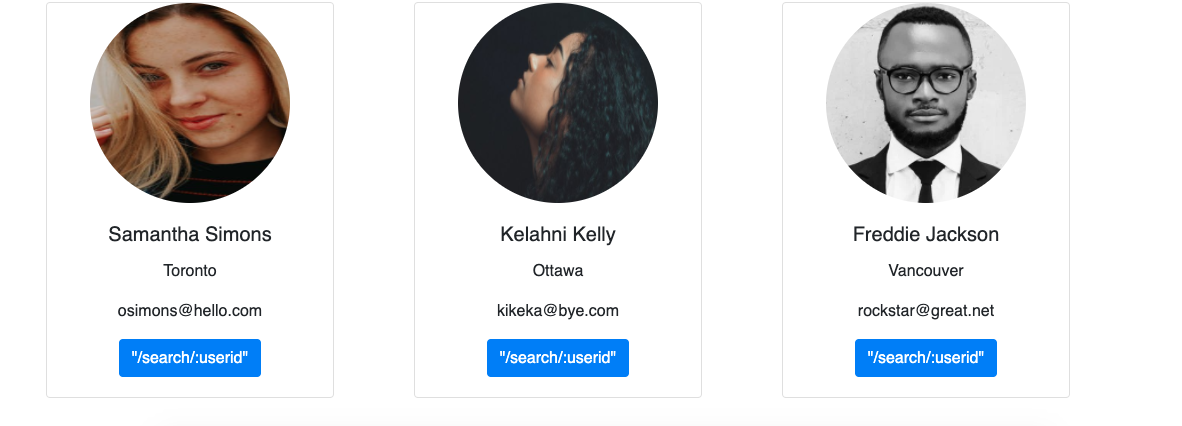 Samantha Simons
Toronto
osimons@hello.com
"/search/:userid"
Kelahni Kelly
Ottawa
kikeka@bye.com
"/search/:userid"
Freddie Jackson
Vancouver
rockstar@great.net
"/search/:userid"